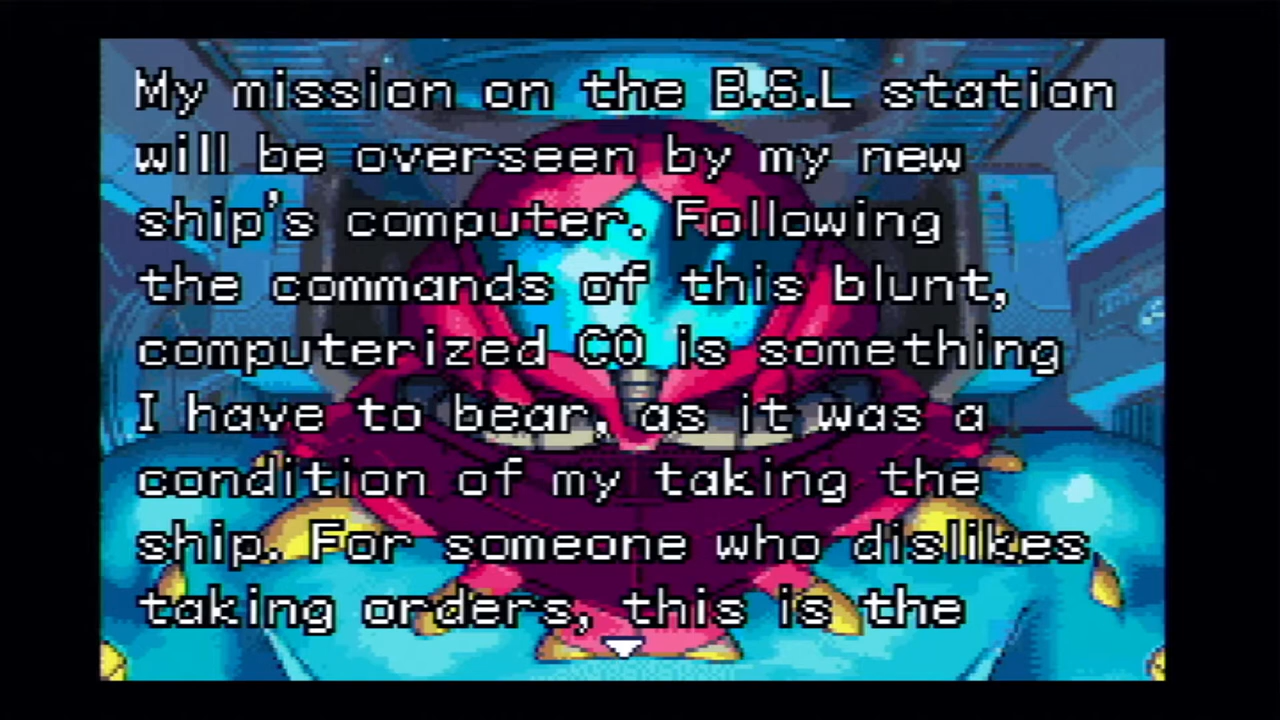 My mission on the B.S.L station
will be overseen by my new
ship's computer. Following
the commands of this blunt,
computerized CO is something
I have to bear, as it was a
condition of my taking the
ship. For someone who dislikes
taking orders, this is the